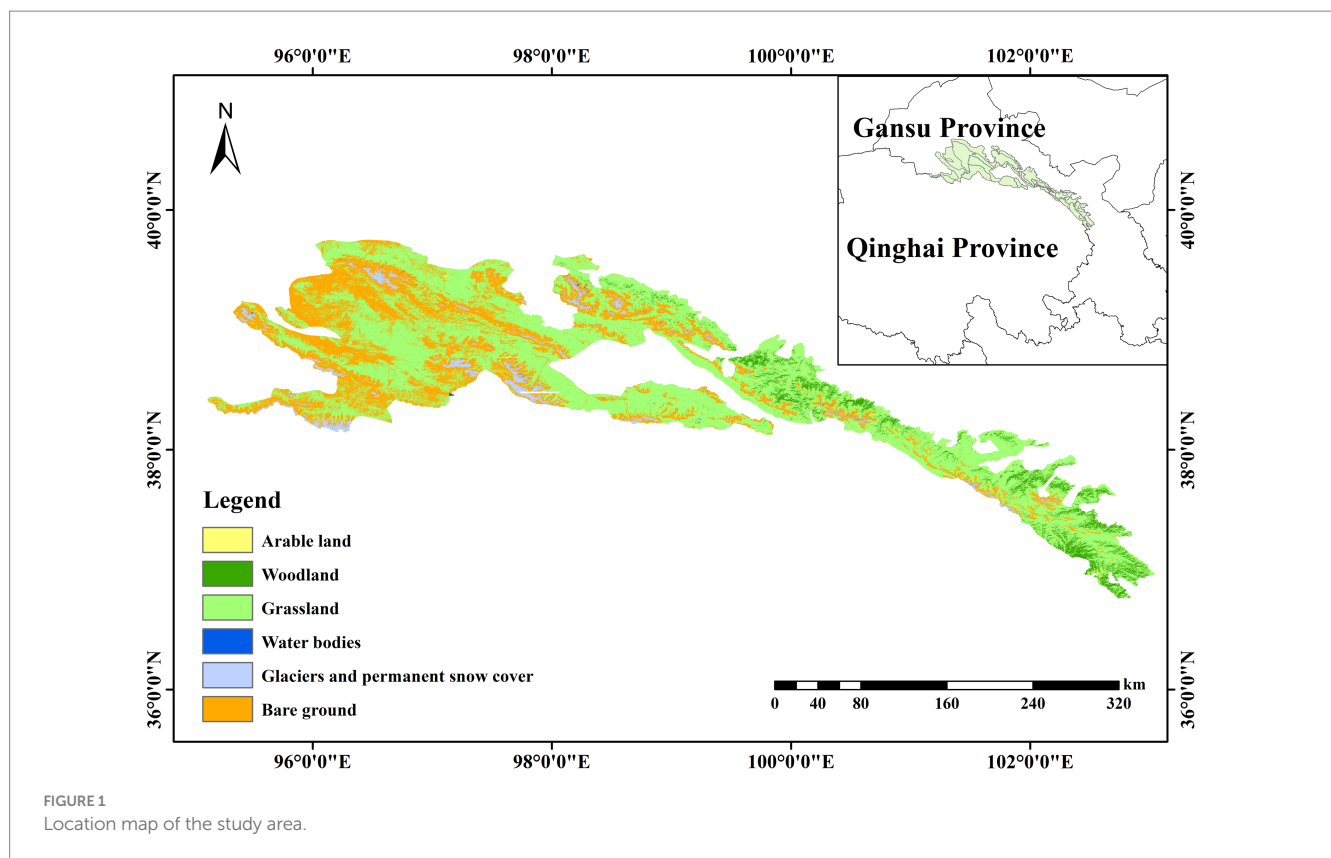 96°0'0"E 98°0'0"E 100°0'0"E 102°0'0"E
N
Gansu Province
Qinghai Province
40°0'0"N
40°0'0"N
38°0'0"N
38°0'0"N
36°0'0"N
36°0'0"N
Legend
Arable land
Woodland
Grassland
Water bodies
Glaciers and permanent snow cover
Bare ground
km
0 40 80 160 240 320
96°0'0"E 98°0'0"E 100°0'0"E 102°0'0"E
FIGURE 1
Location map of the study area.